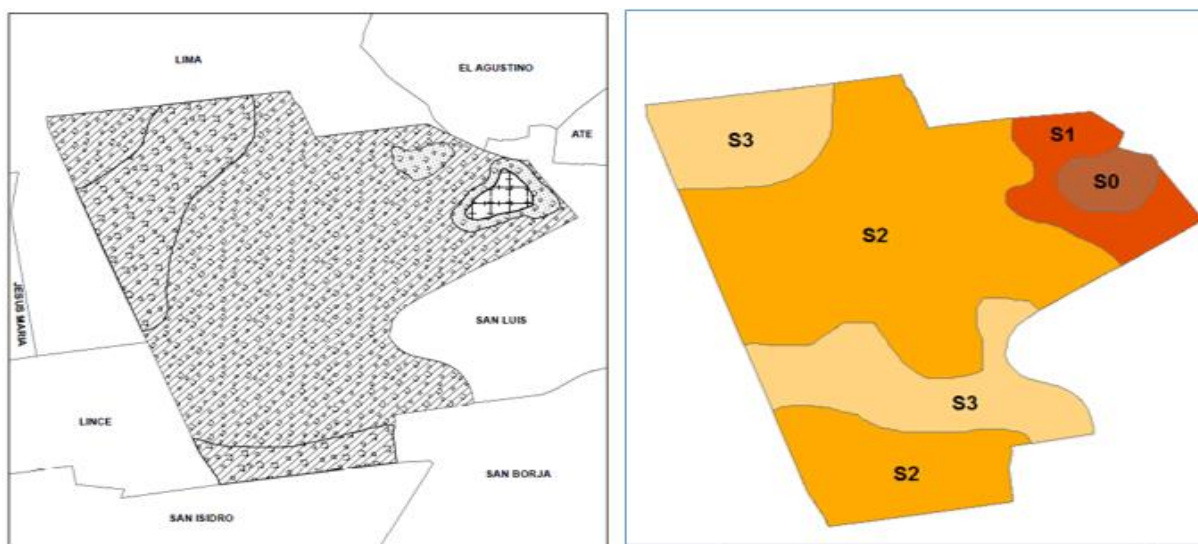 LIMA
EL AGUSTINO
ATE
JESUS MARIA
SAN LUIS
LINCE
SAN BORJA
SAN ISIDRO
S3
S1
S0
S2
S3
S2